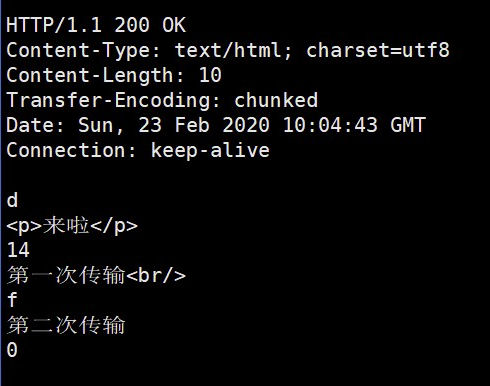 HTTP/1.1 200 OK
Content-Type: text/html; charset=utf8
Content-Length: 10
Transfer-Encoding: chunked
Date: Sun, 23 Feb 2020 10:04:43 GMT
Connection: keep-alive

d
<p>来啦</p>
14
第一次传输<br/>
f
第二次传输
0